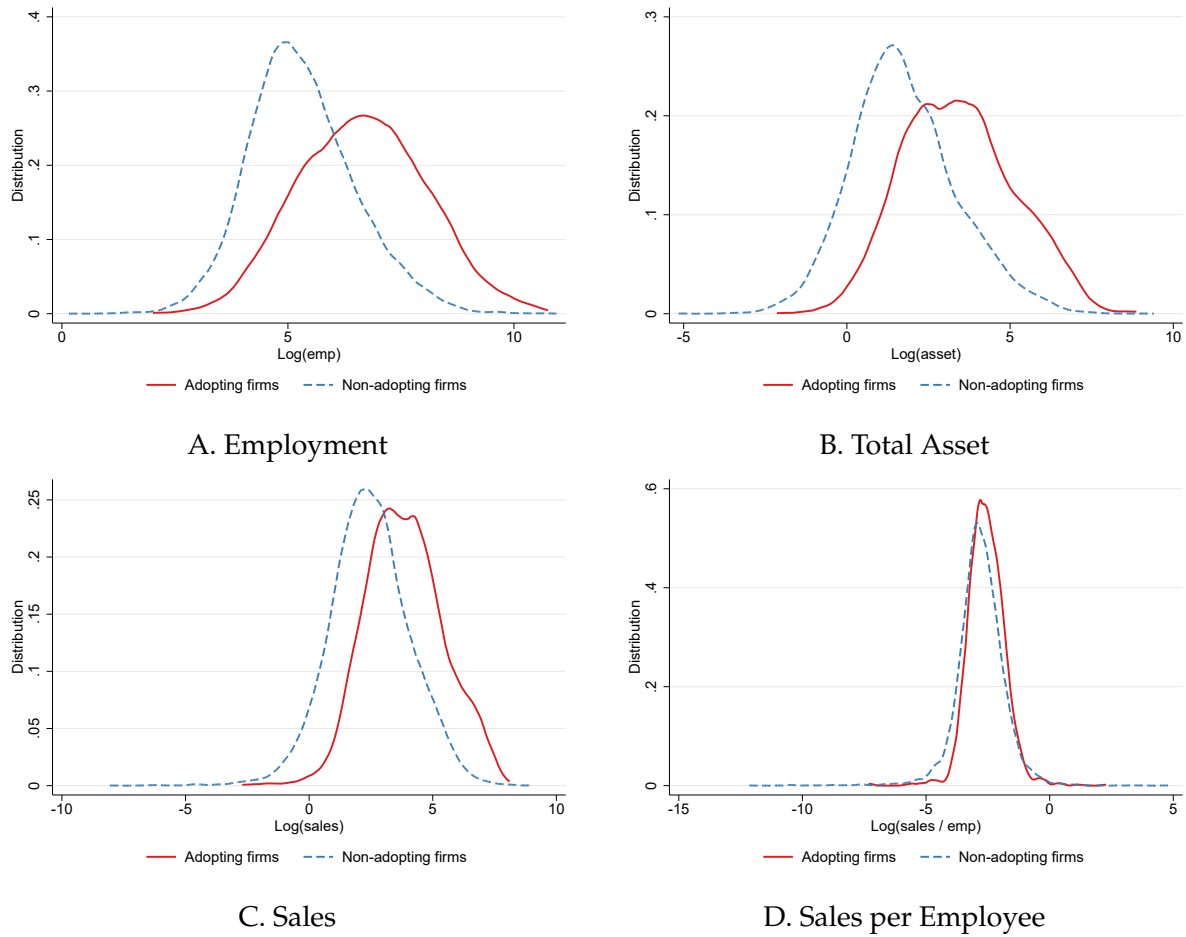 .4
.3
.2
.1
0
Distribution
0 5 10
Log(emp)
Adopting firms Non-adopting firms
A. Employment
.3
.2
.1
0
Distribution
-5 0 5 10
Log(asset)
Adopting firms Non-adopting firms
B. Total Asset
.25
.2
.15
.1
.05
0
Distribution
-10 -5 0 5 10
Log(sales)
Adopting firms Non-adopting firms
C. Sales
.6
.4
.2
0
Distribution
-15 -10 -5 0 5
Log(sales / emp)
Adopting firms Non-adopting firms
D. Sales per Employee